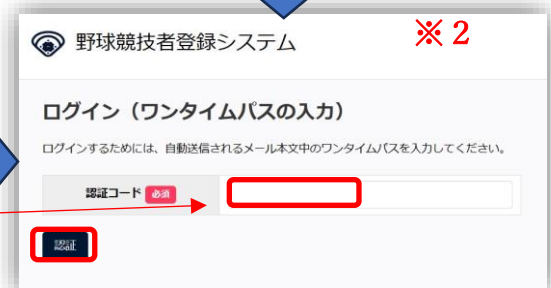 野球競技者登録システム
※2
ログイン（ワンタイムパスの入力）
ログインするためには、自動送信されるメール本文中のワンタイムパスを入力してください。
認証コード 必須
認証